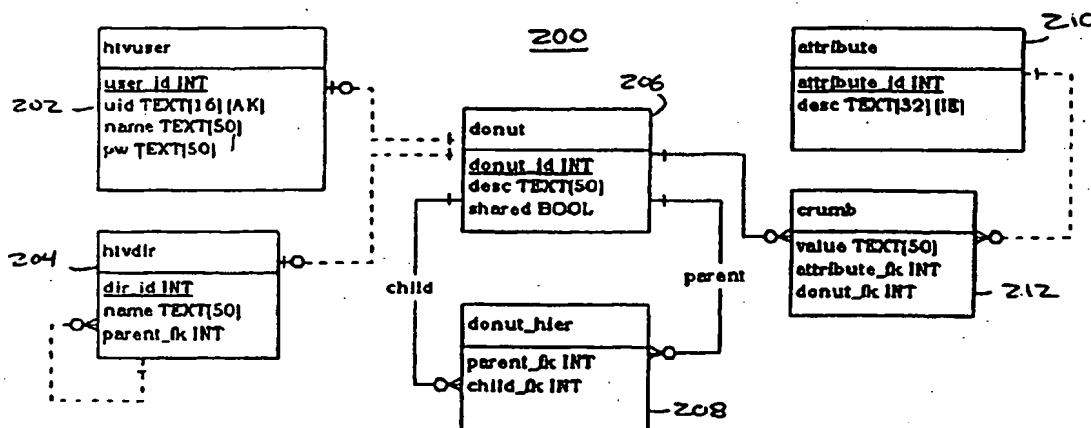 200
202
htvuser
user_id INT
uid TEXT[16] [AK]
name TEXT[50]
pw TEXT[50]
204
htvdir
dir_id INT
name TEXT[50]
parent_fk INT
206
donut
donut_id INT
desc TEXT[50]
shared BOOL
child
parent
donut_hier
parent_fk INT
child_fk INT
208
210
attribute
attribute_id INT
desc TEXT[32] [IE]
crumb
value TEXT[50]
attribute_fk INT
donut_fk INT
212